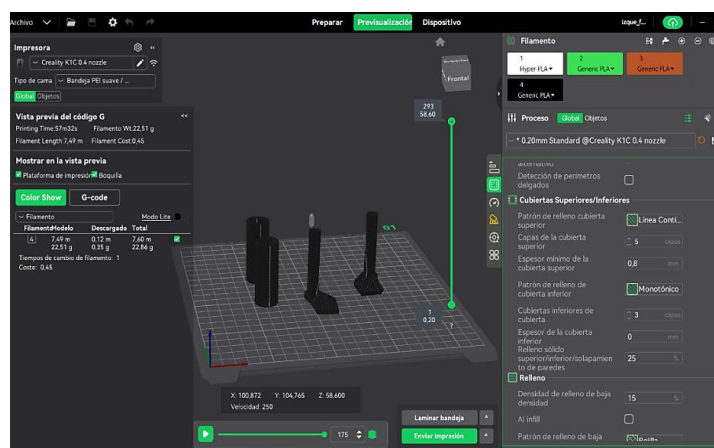 Archivo
Preparar
Previsualización
Dispositivo
izque_f...
Impresora
Creality K1C 0.4 nozzle
Tipo de cama
Bandeja PEI suave / ...
Global Objetos
Vista previa del código G
Printing Time:57m32s Filamento Wt:22,51 g
Filament Length:7,49 m Filament Cost:0,45
Mostrar en la vista previa
Plataforma de impresión Boquilla
Color Show G-code
Filamento Modo Lite
Filamento Modelo Descargado Total
4 7,49 m 0,12 m 7,60 m
22,51 g 0,35 g 22,86 g
Tiempos de cambio de filamento: 1
Coste: 0,45
Frontal
293
58.60
01
1
0.20
?
X: 100,872 Y: 104,765 Z: 58,600
Velocidad: 250
175
Laminar bandeja
Enviar impresión
Filamento
1
Hyper PLA
2
Generic PLA
3
Generic PLA
4
Generic PLA
Proceso Global Objetos
* 0.20mm Standard @Creality K1C 0.4 nozzle
alternativo
Detección de perímetros
delgados
Cubiertas Superiores/Inferiores
Patrón de relleno cubierta
superior
Línea Conti...
Capas de la cubierta
superior
capas
Espesor mínimo de la
cubierta superior
0,8 mm
Patrón de relleno de
cubierta inferior
Monotónico
Cubiertas inferiores de
cubierta
3 capas
Espesor de la cubierta
inferior
0 mm
Relleno sólido
superior/inferior/solapamien
to de paredes
25 %
Relleno
Densidad de relleno de baja
densidad
15 %
AI infill
Patrón de relleno de baja